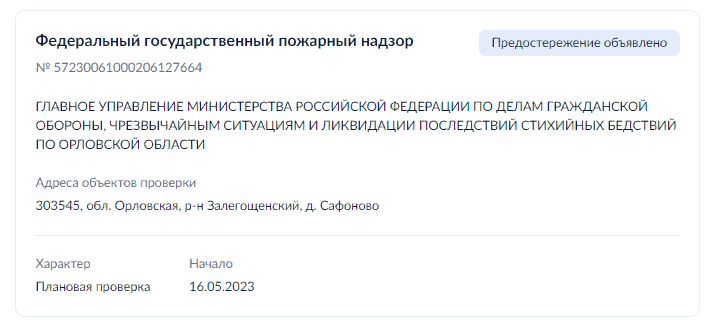 Федеральный государственный пожарный надзор
Предостережение объявлено
№ 57230061000206127664
ГЛАВНОЕ УПРАВЛЕНИЕ МИНИСТЕРСТВА РОССИЙСКОЙ ФЕДЕРАЦИИ ПО ДЕЛАМ ГРАЖДАНСКОЙ
ОБОРОНЫ, ЧРЕЗВЫЧАЙНЫМ СИТУАЦИЯМ И ЛИКВИДАЦИИ ПОСЛЕДСТВИЙ СТИХИЙНЫХ БЕДСТВИЙ
ПО ОРЛОВСКОЙ ОБЛАСТИ
Адреса объектов проверки
303545, обл. Орловская, р-н Залегощенский, д. Сафоново
Характер
Начало
Плановая проверка
16.05.2023